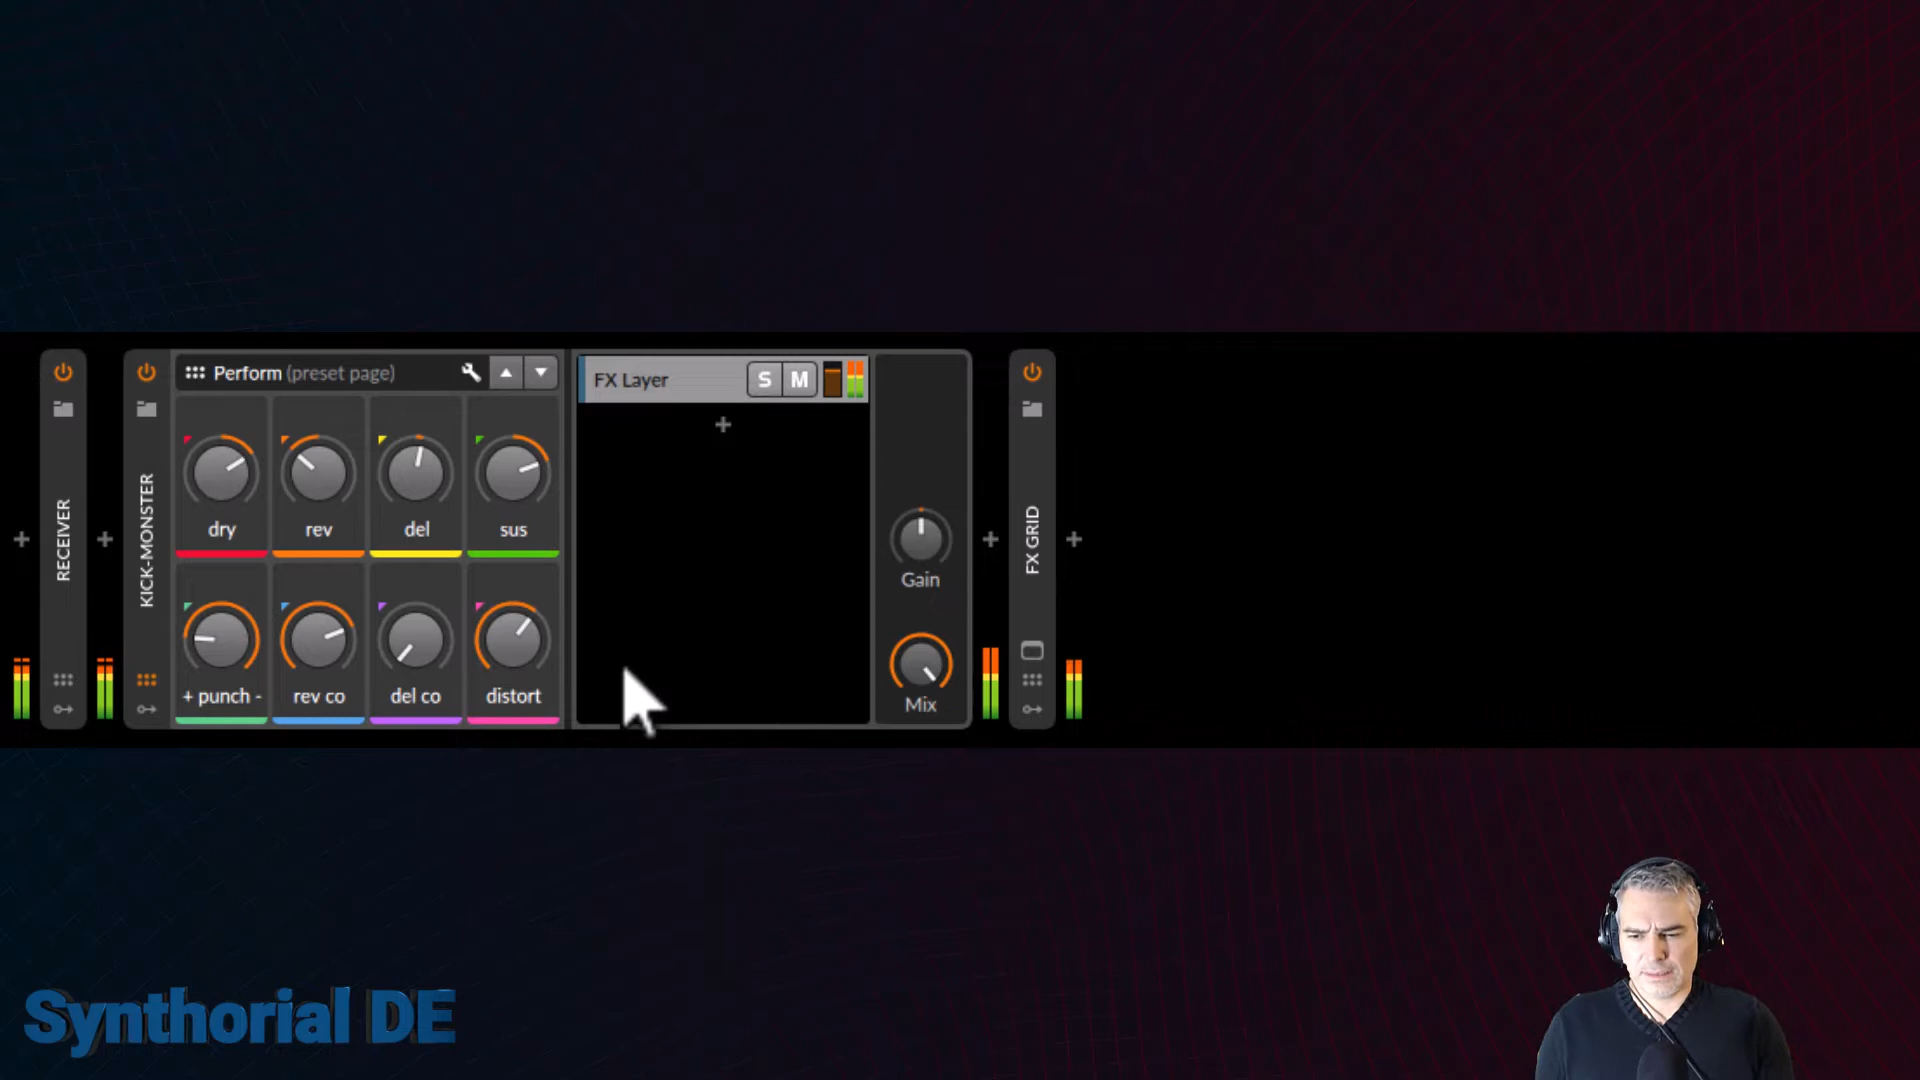 RECEIVER
KICK-MONSTER
Perform (preset page)
dry
rev
del
sus
+ punch -
rev co
del co
distort
FX Layer
S
M
Gain
Mix
FX GRID
Synthorial DE